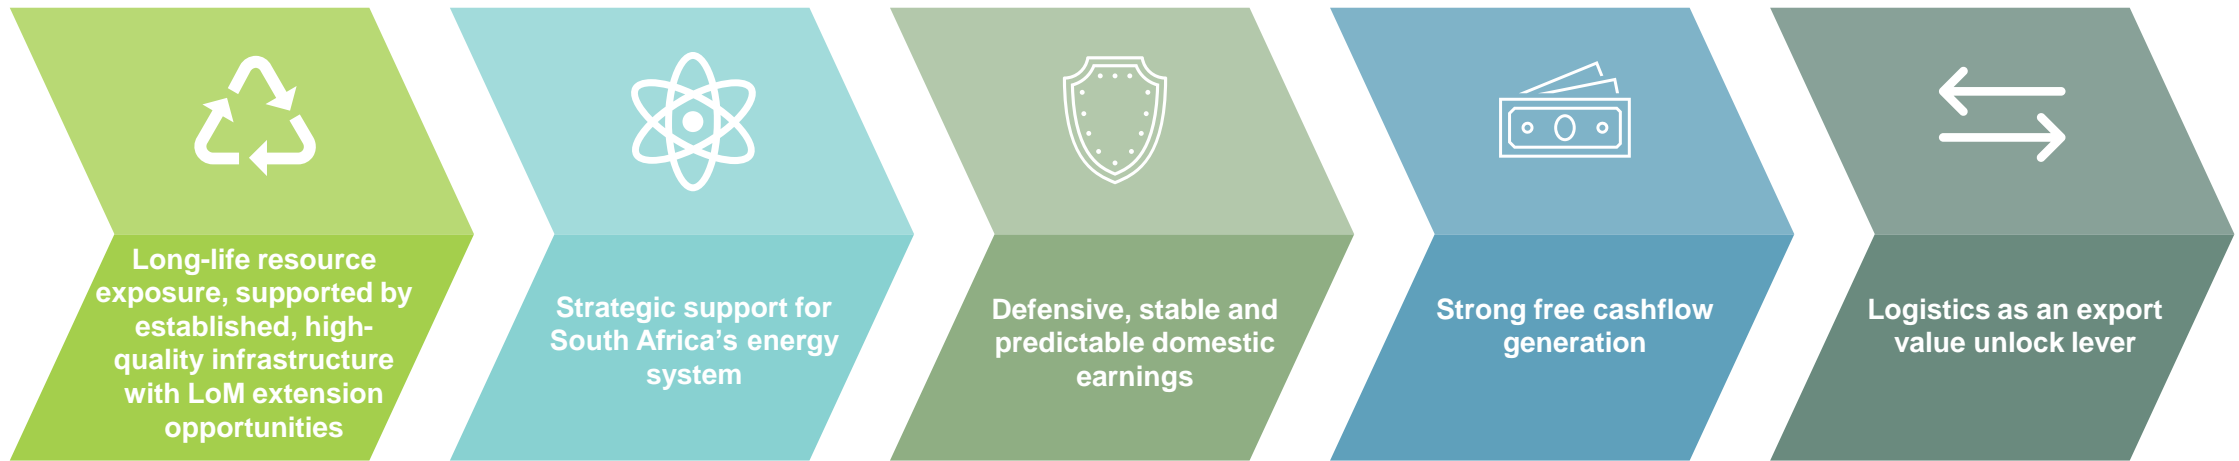 Long-life resource
exposure, supported by
established, high-
quality infrastructure
with LoM extension
opportunities
Strategic support for
South Africa’s energy
system
Defensive, stable and
predictable domestic
earnings
Strong free cashflow
generation
Logistics as an export
value unlock lever